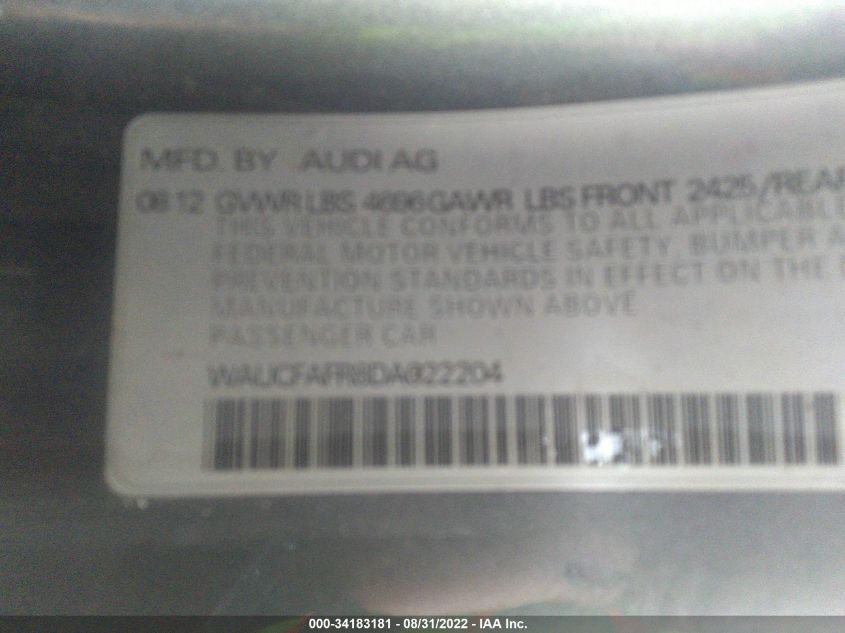 MFD. BY AUDI AG
08 12 GVWR LBS 4696 GAWR LBS FRONT 2425/REAR
THIS VEHICLE CONFORMS TO ALL APPLICABLE
FEDERAL MOTOR VEHICLE SAFETY, BUMPER
PREVENTION STANDARDS IN EFFECT ON THE
MANUFACTURE SHOWN ABOVE
PASSENGER CAR
WAUCFAFR8DA022204
000-34183181 - 08/31/2022 - IAA Inc.